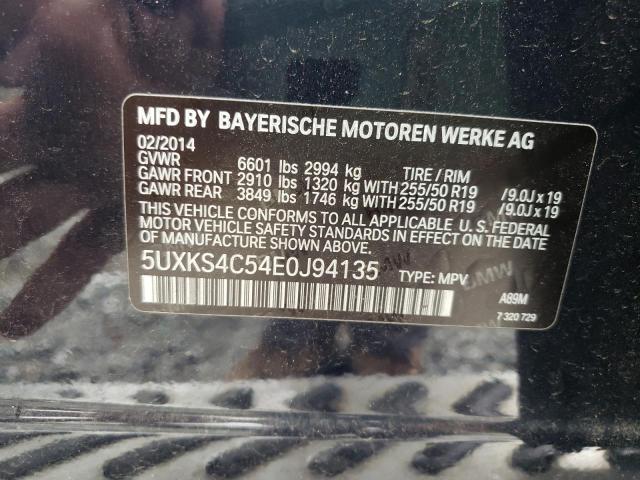 MFD BY BAYERISCHE MOTOREN WERKE AG
02/2014
GVWR 6601 lbs 2994 kg TIRE / RIM
GAWR FRONT 2910 lbs 1320 kg WITH 255/50 R19 /9.0J x 19
GAWR REAR 3849 lbs 1746 kg WITH 255/50 R19 /9.0J x 19
THIS VEHICLE CONFORMS TO ALL APPLICABLE U. S. FEDERAL
MOTOR VEHICLE SAFETY STANDARDS IN EFFECT ON THE
DATE OF MANUFACTURE SHOWN ABOVE
5UXKS4C54E0J94135 TYPE: MPV
A89M
7 320 729
BMW